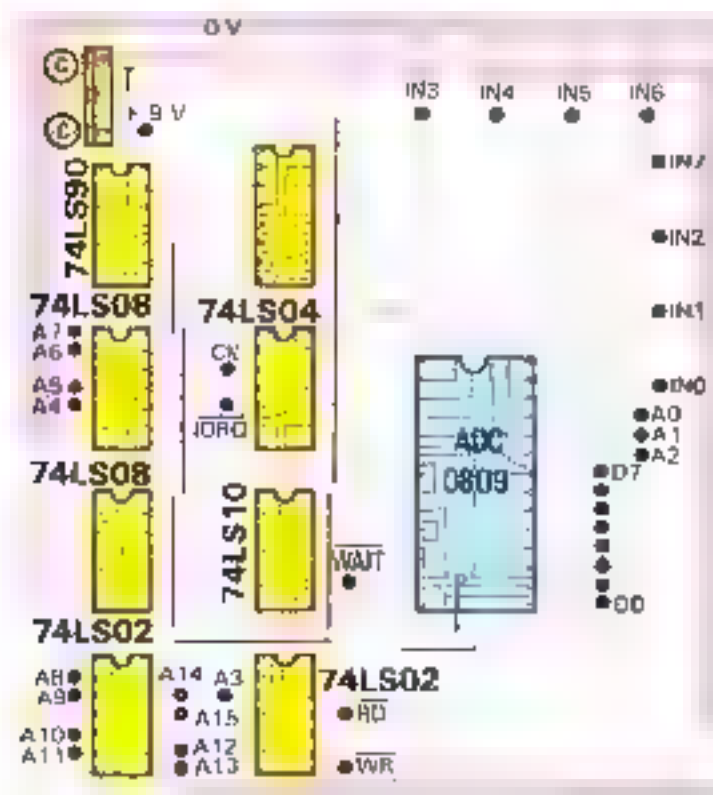 0 V
C
C
+ 9 V
IN3 IN4 IN5 IN6
IN7
IN2
IN1
IN0
74LS90
74LS08
74LS04
A7
A6
A5
A4
CK
IORQ
ADC
0809
A0
A1
A2
D7
D0
74LS08
74LS10
WAIT
74LS02
A8
A9
A10
A11
A14 A3
A15
A12
A13
74LS02
RD
WR